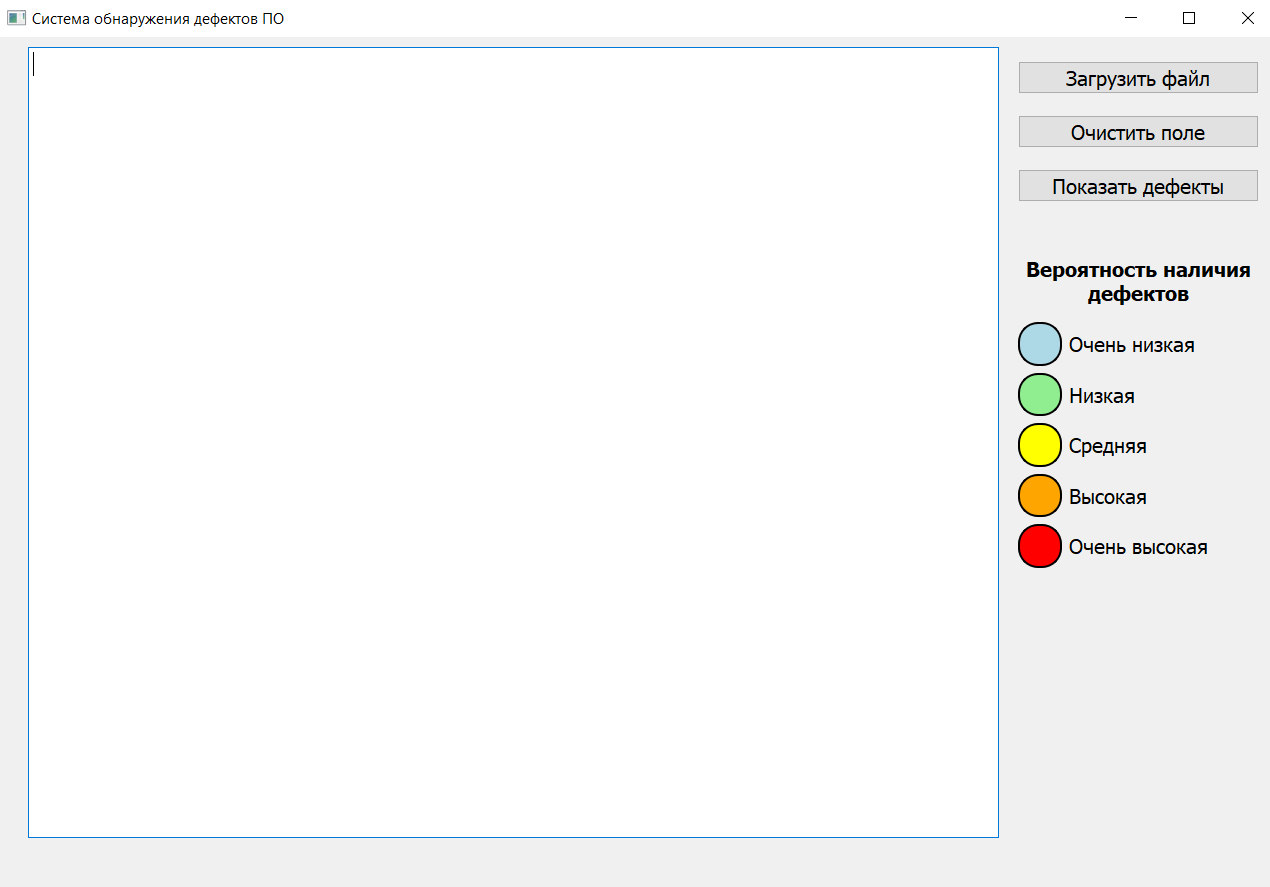 Система обнаружения дефектов ПО
Загрузить файл
Очистить поле
Показать дефекты
Вероятность наличия
дефектов
Очень низкая
Низкая
Средняя
Высокая
Очень высокая